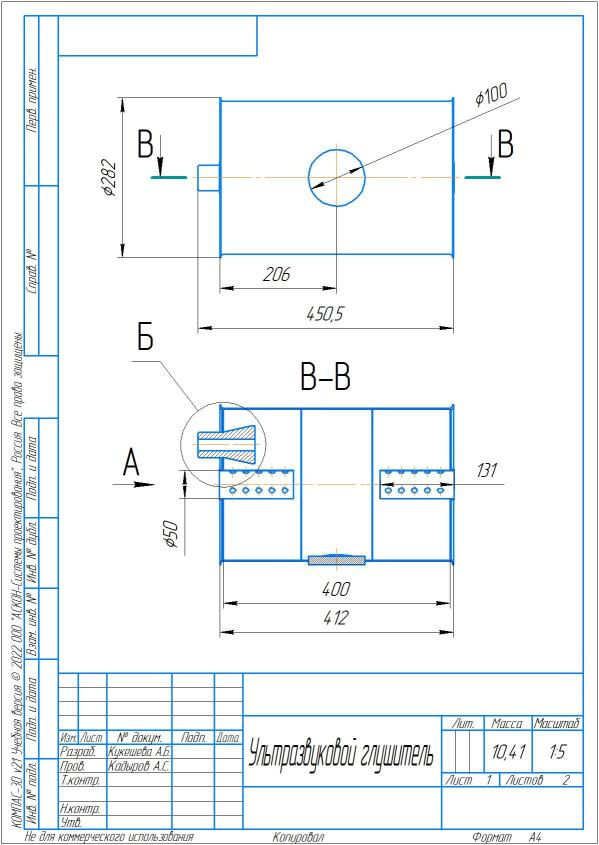 Перв. примен.
Справ. №
Подп. и дата
Инв. № дубл.
Взам. инв. №
Подп. и дата
Инв. № подл.
КОМПАС-3D v21 Учебная версия © 2022 ООО "АСКОН-Системы проектирования", Россия. Все права защищены.
⌀100
В
В
⌀282
206
450,5
Б
В-В
А
131
⌀50
400
412
Изм. Лист № докум. Подп. Дата
Разраб. Кукешева А.Б.
Пров. Кадыров А.С.
Т.контр.
Н.контр.
Утв.
Ультразвуковой глушитель
Лит. Масса Масштаб
10,41 1:5
Лист 1 Листов 2
Не для коммерческого использования
Копировал
Формат А4